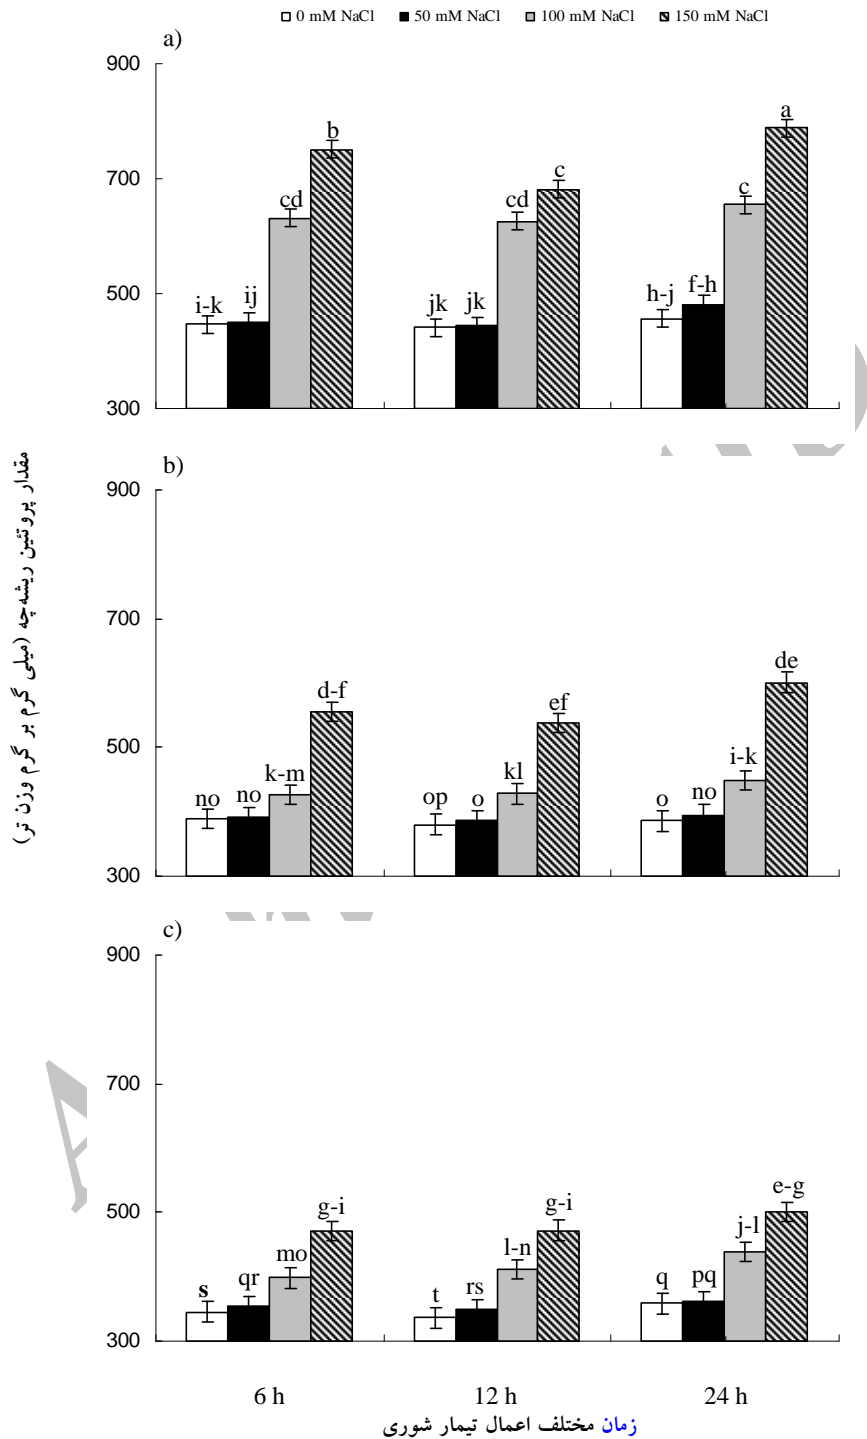 0 mM NaCl 50 mM NaCl 100 mM NaCl 150 mM NaCl
a)
900
700
500
300
i-k ij cd b
jk jk cd c
h-j f-h c a
b)
900
700
500
300
no no k-m d-f
op o kl ef
o no i-k de
c)
900
700
500
300
s qr mo g-i
t rs l-n g-i
q pq j-l e-g
مقدار پروتئین ریشه‌چه (میلی گرم بر گرم وزن تر)
6 h 12 h 24 h
زمان مختلف اعمال تیمار شوری